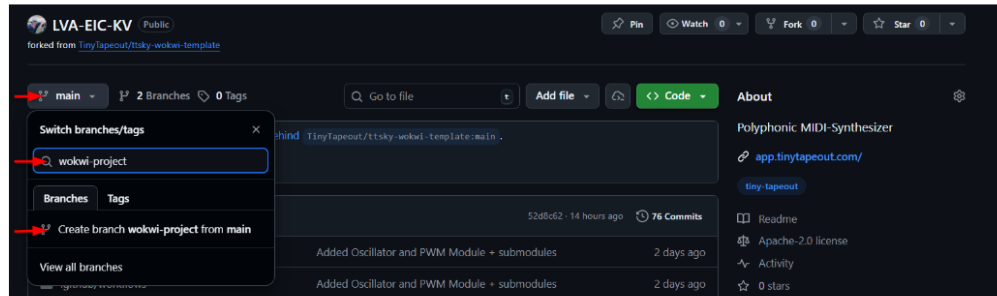 LVA-EIC-KV Public
Pin Watch 0 Fork 0 Star 0
forked from TinyTapeout/ttsky-wokwi-template
main 2 Branches 0 Tags Go to file t Add file Code About
Switch branches/tags
ehind TinyTapeout/ttsky-wokwi-template:main .
Polyphonic MIDI-Synthesizer
wokwi-project
app.tinytapeout.com/
tiny-tapeout
Branches Tags
52d8c62 · 14 hours ago 76 Commits
Readme
Create branch wokwi-project from main
Apache-2.0 license
Added Oscillator and PWM Module + submodules 2 days ago
Activity
View all branches
.github/workflows Added Oscillator and PWM Module + submodules 2 days ago
0 stars